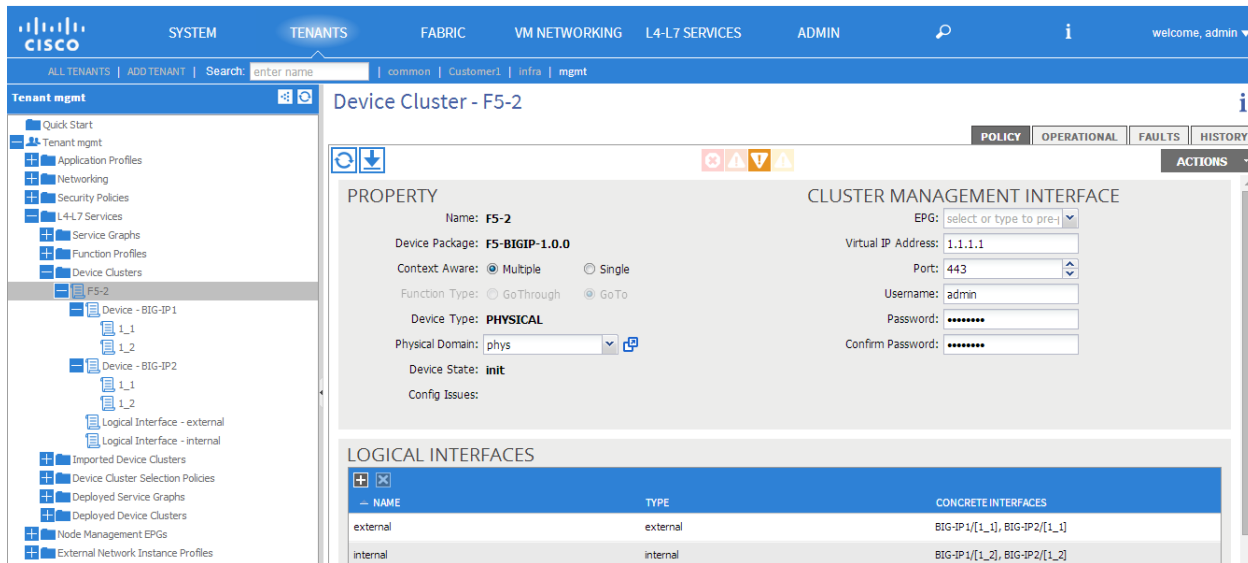 CISCO
SYSTEM TENANTS FABRIC VM NETWORKING L4-L7 SERVICES ADMIN i welcome, admin
ALL TENANTS | ADD TENANT | Search: enter name | common | Customer1 | infra | mgmt
Tenant mgmt
Quick Start
Tenant mgmt
Application Profiles
Networking
Security Policies
L4-L7 Services
Service Graphs
Function Profiles
Device Clusters
F5-2
Device - BIG-IP1
1_1
1_2
Device - BIG-IP2
1_1
1_2
Logical Interface - external
Logical Interface - internal
Imported Device Clusters
Device Cluster Selection Policies
Deployed Service Graphs
Deployed Device Clusters
Node Management EPGs
External Network Instance Profiles
Device Cluster - F5-2
i
POLICY OPERATIONAL FAULTS HISTORY
ACTIONS
PROPERTY
Name: F5-2
Device Package: F5-BIGIP-1.0.0
Context Aware: Multiple Single
Function Type: GoThrough GoTo
Device Type: PHYSICAL
Physical Domain: phys
Device State: init
Config Issues:
CLUSTER MANAGEMENT INTERFACE
EPG: select or type to pre-
Virtual IP Address: 1.1.1.1
Port: 443
Username: admin
Password: ••••••••
Confirm Password: ••••••••
LOGICAL INTERFACES
NAME TYPE CONCRETE INTERFACES
external external BIG-IP1/[1_1], BIG-IP2/[1_1]
internal internal BIG-IP1/[1_2], BIG-IP2/[1_2]